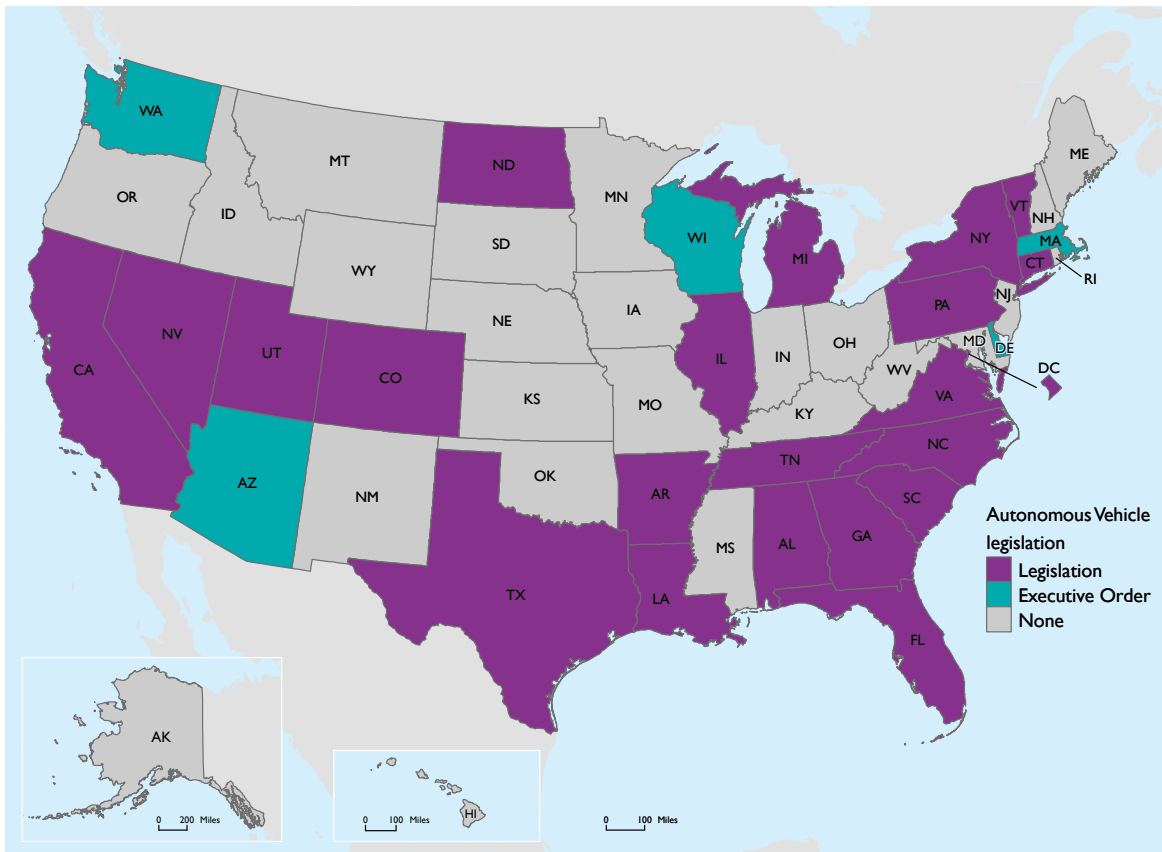 WA
MT
ND
ME
OR
MN
ID
VT
NH
WI
NY
SD
MA
WY
MI
CT
RI
NJ
PA
IA
NE
NV
OH
MD
DE
UT
IN
IL
DC
CO
WV
CA
VA
KS
MO
KY
NC
TN
OK
AZ
AR
NM
SC
GA
MS
AL
TX
LA
FL
Autonomous Vehicle
legislation
Legislation
Executive Order
None
AK
0 200 Miles
HI
0 100 Miles
0 100 Miles